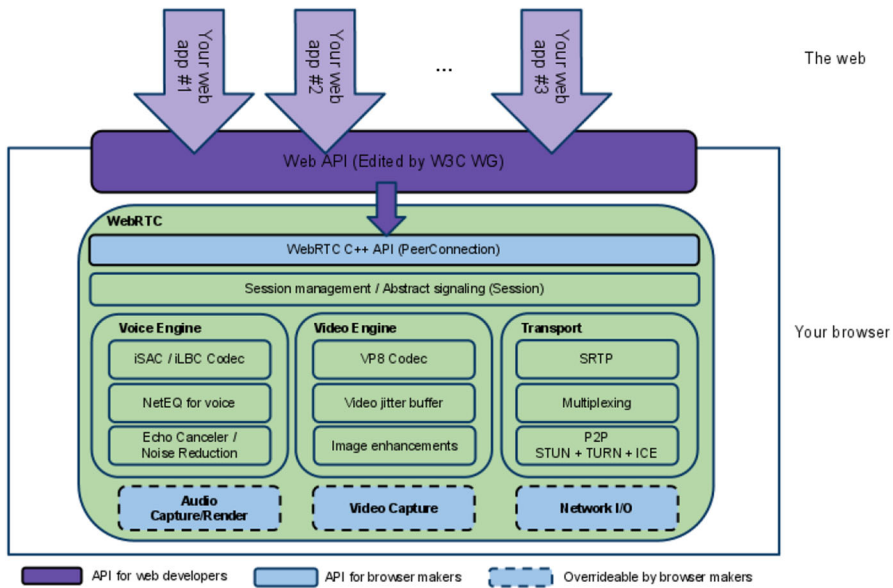 Your web
app #1
Your web
app #2
...
Your web
app #3
The web
Web API (Edited by W3C WG)
WebRTC
WebRTC C++ API (PeerConnection)
Session management / Abstract signaling (Session)
Your browser
Voice Engine
iSAC / iLBC Codec
NetEQ for voice
Echo Canceler /
Noise Reduction
Video Engine
VP8 Codec
Video jitter buffer
Image enhancements
Transport
SRTP
Multiplexing
P2P
STUN + TURN + ICE
Audio
Capture/Render
Video Capture
Network I/O
API for web developers
API for browser makers
Overrideable by browser makers